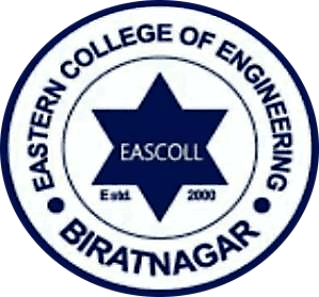 EASTERN COLLEGE OF ENGINEERING
EASCOLL
Estd. 2000
BIRATNAGAR